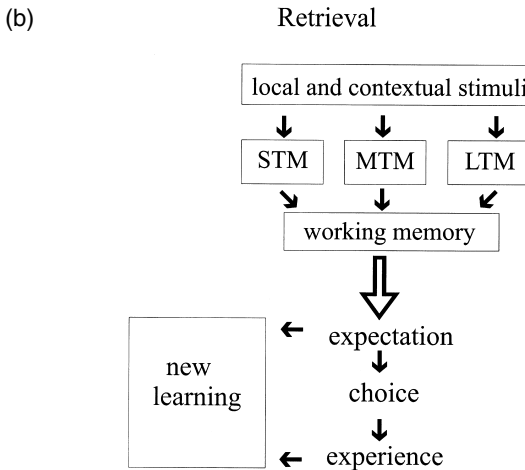 (b)
Retrieval
local and contextual stimuli
STM MTM LTM
working memory
expectation
new
learning
choice
experience